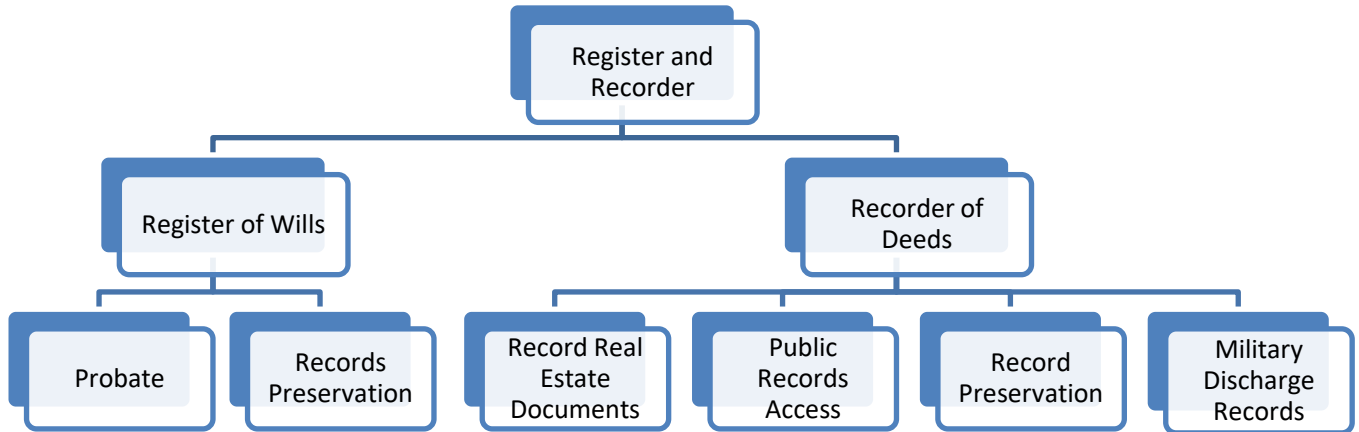 Register and
Recorder
Register of Wills
Recorder of
Deeds
Probate
Records
Preservation
Record Real
Estate
Documents
Public
Records
Access
Record
Preservation
Military
Discharge
Records